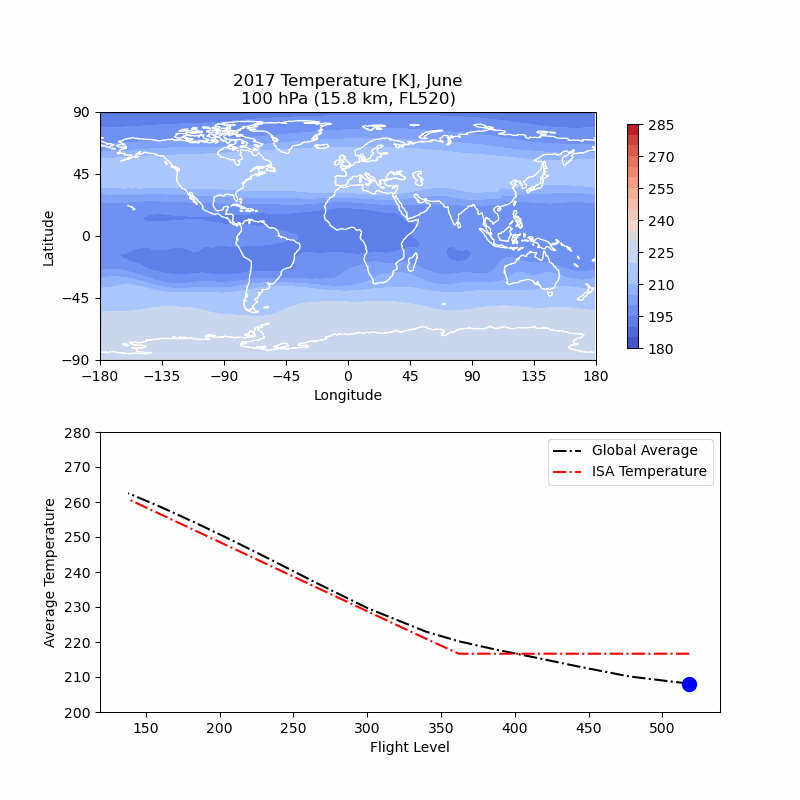 2017 Temperature [K], June
100 hPa (15.8 km, FL520)
90
45
0
−45
−90
Latitude
−180 −135 −90 −45 0 45 90 135 180
Longitude
285
270
255
240
225
210
195
180
280
270
260
250
240
230
220
210
200
Average Temperature
Global Average
ISA Temperature
150 200 250 300 350 400 450 500
Flight Level